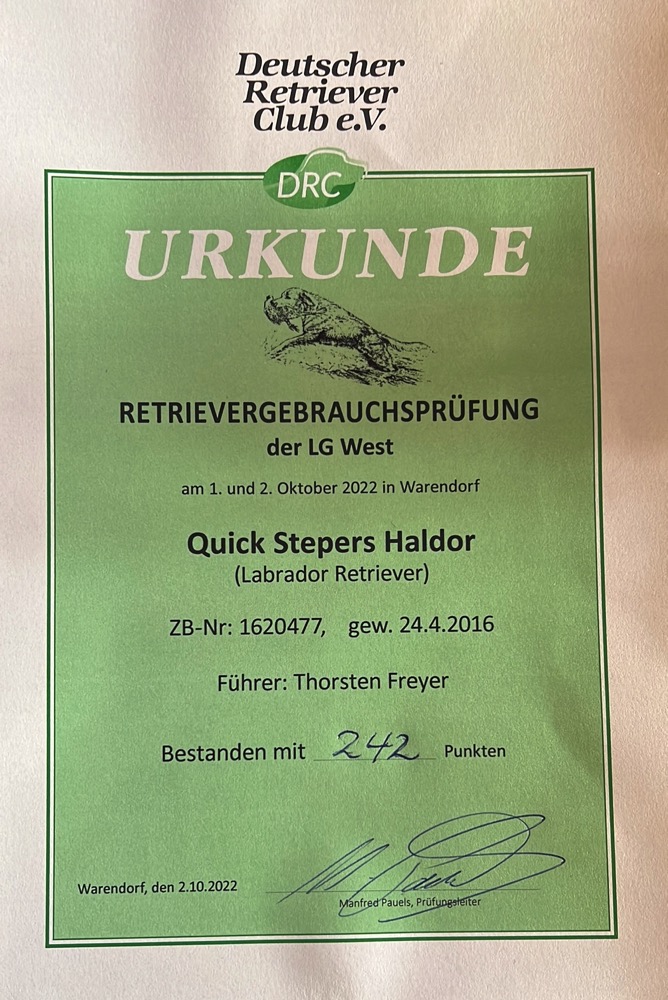 Deutscher
Retriever
Club e.V.
DRC
URKUNDE
RETRIEVERGEBRAUCHSPRÜFUNG
der LG West
am 1. und 2. Oktober 2022 in Warendorf
Quick Stepers Haldor
(Labrador Retriever)
ZB-Nr: 1620477, gew. 24.4.2016
Führer: Thorsten Freyer
Bestanden mit 242 Punkten
Warendorf, den 2.10.2022
Manfred Pauels, Prüfungsleiter